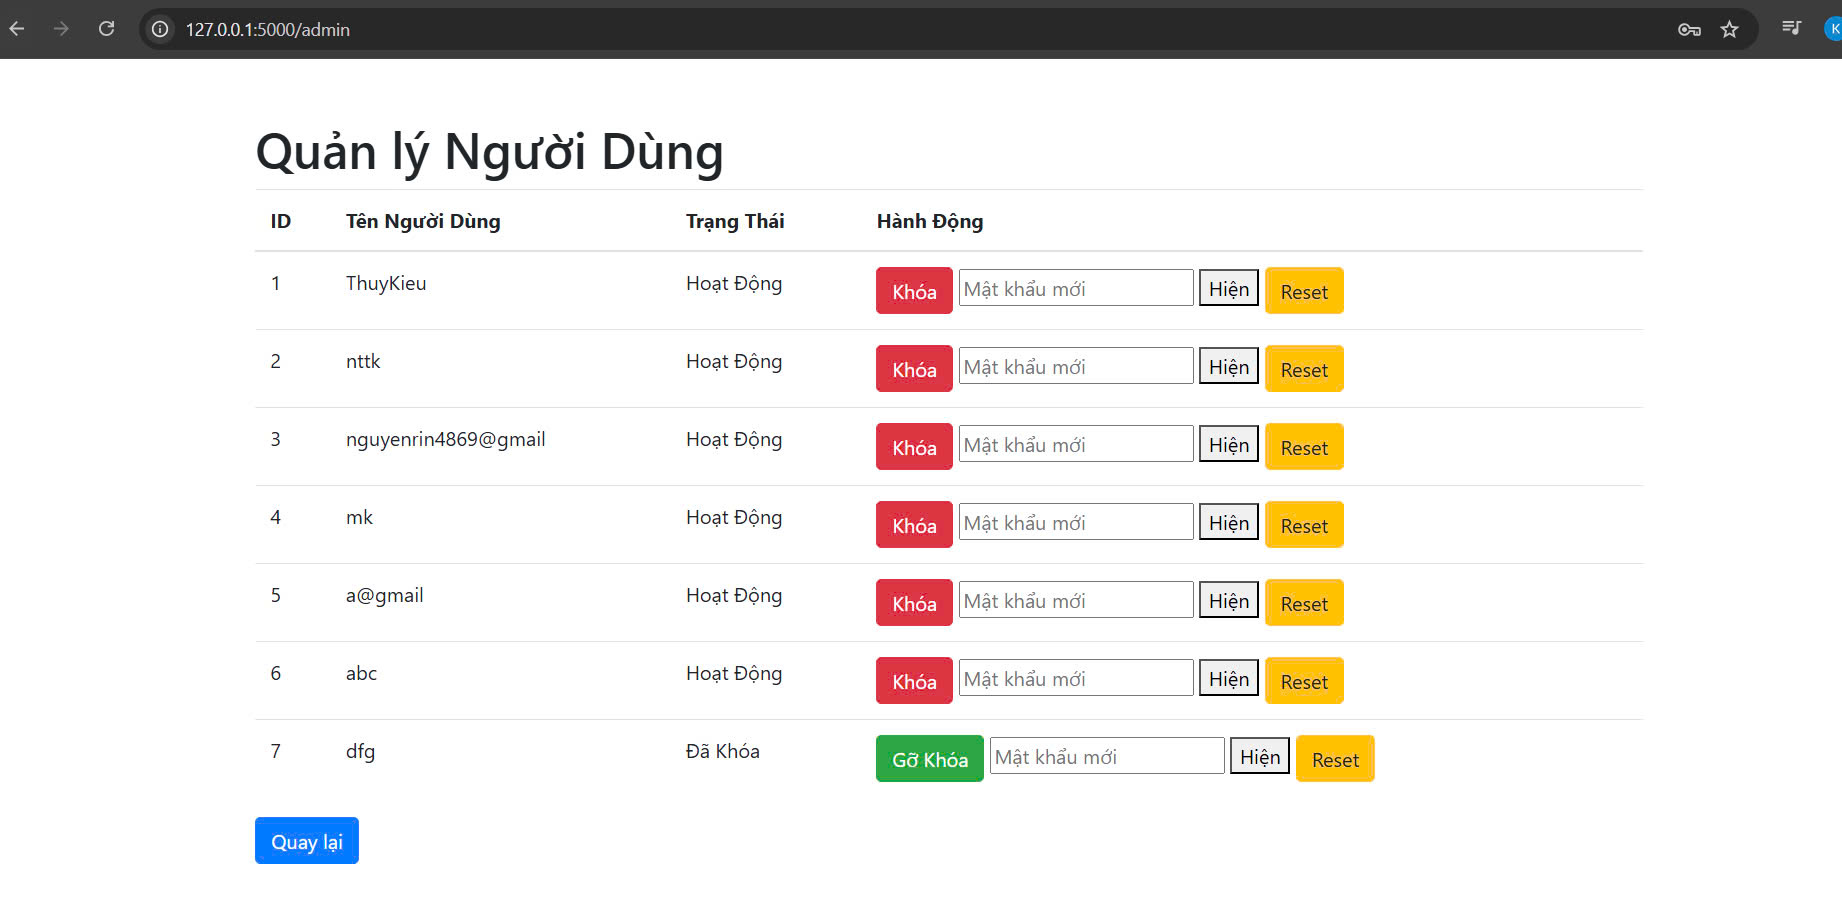 127.0.0.1:5000/admin
K
Quản lý Người Dùng
ID Tên Người Dùng Trạng Thái Hành Động
1 ThuyKieu Hoạt Động Khóa Mật khẩu mới Hiện Reset
2 nttk Hoạt Động Khóa Mật khẩu mới Hiện Reset
3 nguyenrin4869@gmail Hoạt Động Khóa Mật khẩu mới Hiện Reset
4 mk Hoạt Động Khóa Mật khẩu mới Hiện Reset
5 a@gmail Hoạt Động Khóa Mật khẩu mới Hiện Reset
6 abc Hoạt Động Khóa Mật khẩu mới Hiện Reset
7 dfg Đã Khóa Gỡ Khóa Mật khẩu mới Hiện Reset
Quay lại